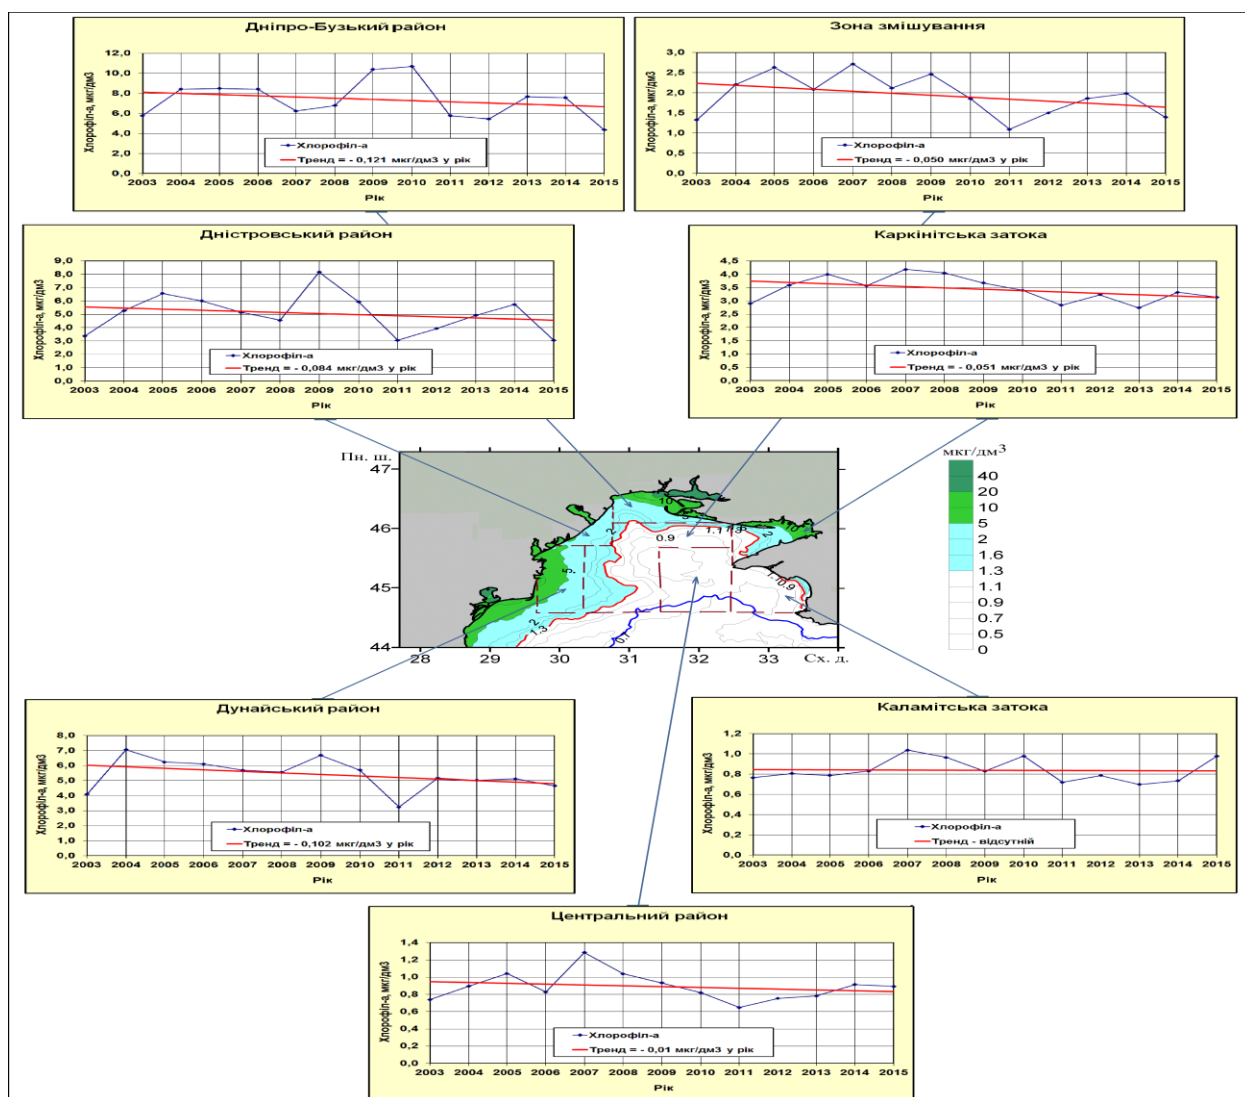 Дніпро-Бузький район
Хлорофіл-а, мкг/дм3
12,0
10,0
8,0
6,0
4,0
2,0
0,0
Хлорофіл-а
Тренд = - 0,121 мкг/дм3 у рік
2003 2004 2005 2006 2007 2008 2009 2010 2011 2012 2013 2014 2015
Рік
Зона змішування
Хлорофіл-а, мкг/дм3
3,0
2,5
2,0
1,5
1,0
0,5
0,0
Хлорофіл-а
Тренд = - 0,050 мкг/дм3 у рік
2003 2004 2005 2006 2007 2008 2009 2010 2011 2012 2013 2014 2015
Рік
Дністровський район
Хлорофіл-а, мкг/дм3
9,0
8,0
7,0
6,0
5,0
4,0
3,0
2,0
1,0
0,0
Хлорофіл-а
Тренд = - 0,084 мкг/дм3 у рік
2003 2004 2005 2006 2007 2008 2009 2010 2011 2012 2013 2014 2015
Рік
Каркінітська затока
Хлорофіл-а, мкг/дм3
4,5
4,0
3,5
3,0
2,5
2,0
1,5
1,0
0,5
0,0
Хлорофіл-а
Тренд = - 0,051 мкг/дм3 у рік
2003 2004 2005 2006 2007 2008 2009 2010 2011 2012 2013 2014 2015
Рік
Пн. ш.
47
46
45
44
28 29 30 31 32 33
Сх. д.
10
5
2
1.1
0.9
10
2
5
1.1
0.9
2
1.3
0.7
мкг/дм3
40
20
10
5
2
1.6
1.3
1.1
0.9
0.7
0.5
0
Дунайський район
Хлорофіл-а, мкг/дм3
8,0
7,0
6,0
5,0
4,0
3,0
2,0
1,0
0,0
Хлорофіл-а
Тренд = - 0,102 мкг/дм3 у рік
2003 2004 2005 2006 2007 2008 2009 2010 2011 2012 2013 2014 2015
Рік
Каламітська затока
Хлорофіл-а, мкг/дм3
1,2
1,0
0,8
0,6
0,4
0,2
0,0
Хлорофіл-а
Тренд - відсутній
2003 2004 2005 2006 2007 2008 2009 2010 2011 2012 2013 2014 2015
Рік
Центральний район
Хлорофіл-а, мкг/дм3
1,4
1,2
1,0
0,8
0,6
0,4
0,2
0,0
Хлорофіл-а
Тренд = - 0,01 мкг/дм3 у рік
2003 2004 2005 2006 2007 2008 2009 2010 2011 2012 2013 2014 2015
Рік